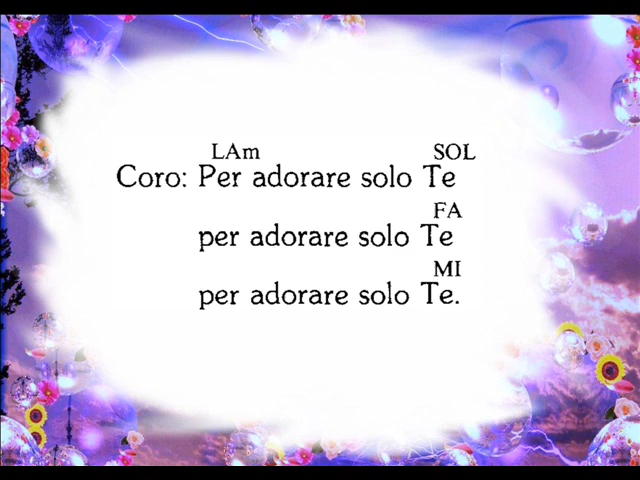 LAm SOL
Coro: Per adorare solo Te
FA
per adorare solo Te
MI
per adorare solo Te.